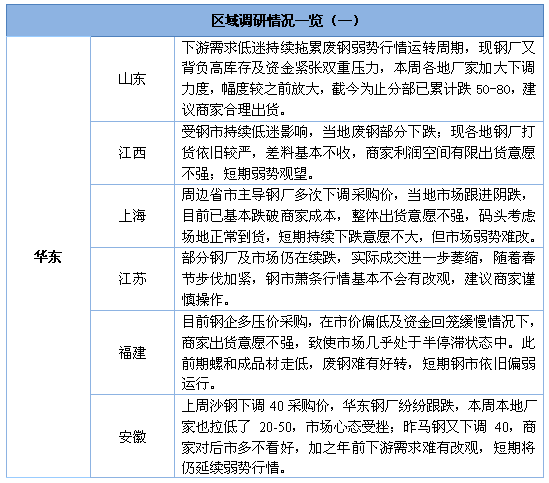 区域调研情况一览（一）
华东
山东
下游需求低迷持续拖累废钢弱势行情运转周期，现钢厂又
背负高库存及资金紧张双重压力，本周各地厂家加大下调
力度，幅度较之前放大，截今为止分部已累计跌 50-80，建
议商家合理出货。
江西
受钢市持续低迷影响，当地废钢部分下跌；现各地钢厂打
货依旧较严，差料基本不收，商家利润空间有限出货意愿
不强；短期弱势观望。
上海
周边省市主导钢厂多次下调采购价，当地市场跟进阴跌，
目前已基本跌破商家成本，整体出货意愿不强，码头考虑
场地正常到货，短期持续下跌意愿不大，但市场弱势难改。
江苏
部分钢厂及市场仍在续跌，实际成交进一步萎缩，随着春
节步伐加紧，钢市萧条行情基本不会有改观，建议商家谨
慎操作。
福建
目前钢企多压价采购，在市价偏低及资金回笼缓慢情况下，
商家出货意愿不强，致使市场几乎处于半停滞状态中。此
前期螺和成品材走低，废钢难有好转，短期钢市依旧偏弱
运行。
安徽
上周沙钢下调 40 采购价，华东钢厂纷纷跟跌，本周本地厂
家也拉低了 20-50，市场心态受挫；昨马钢又下调 40，商
家对后市多不看好，加之年前下游需求难有改观，短期将
仍延续弱势行情。